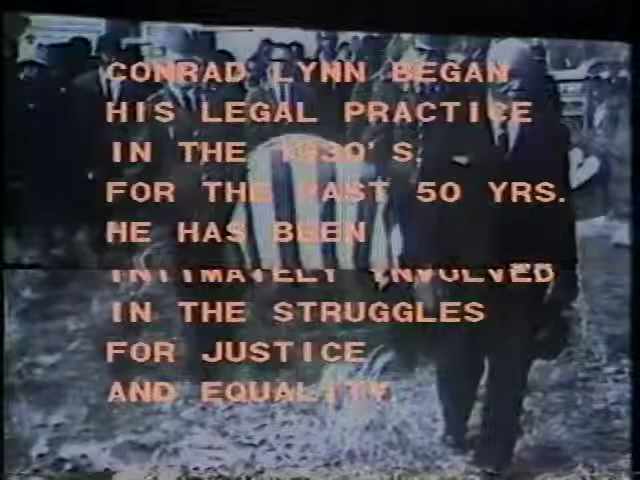 CONRAD LYNN BEGAN
HIS LEGAL PRACTICE
IN THE 1930'S.
FOR THE PAST 50 YRS.
HE HAS BEEN
INTIMATELY INVOLVED
IN THE STRUGGLES
FOR JUSTICE
AND EQUALITY